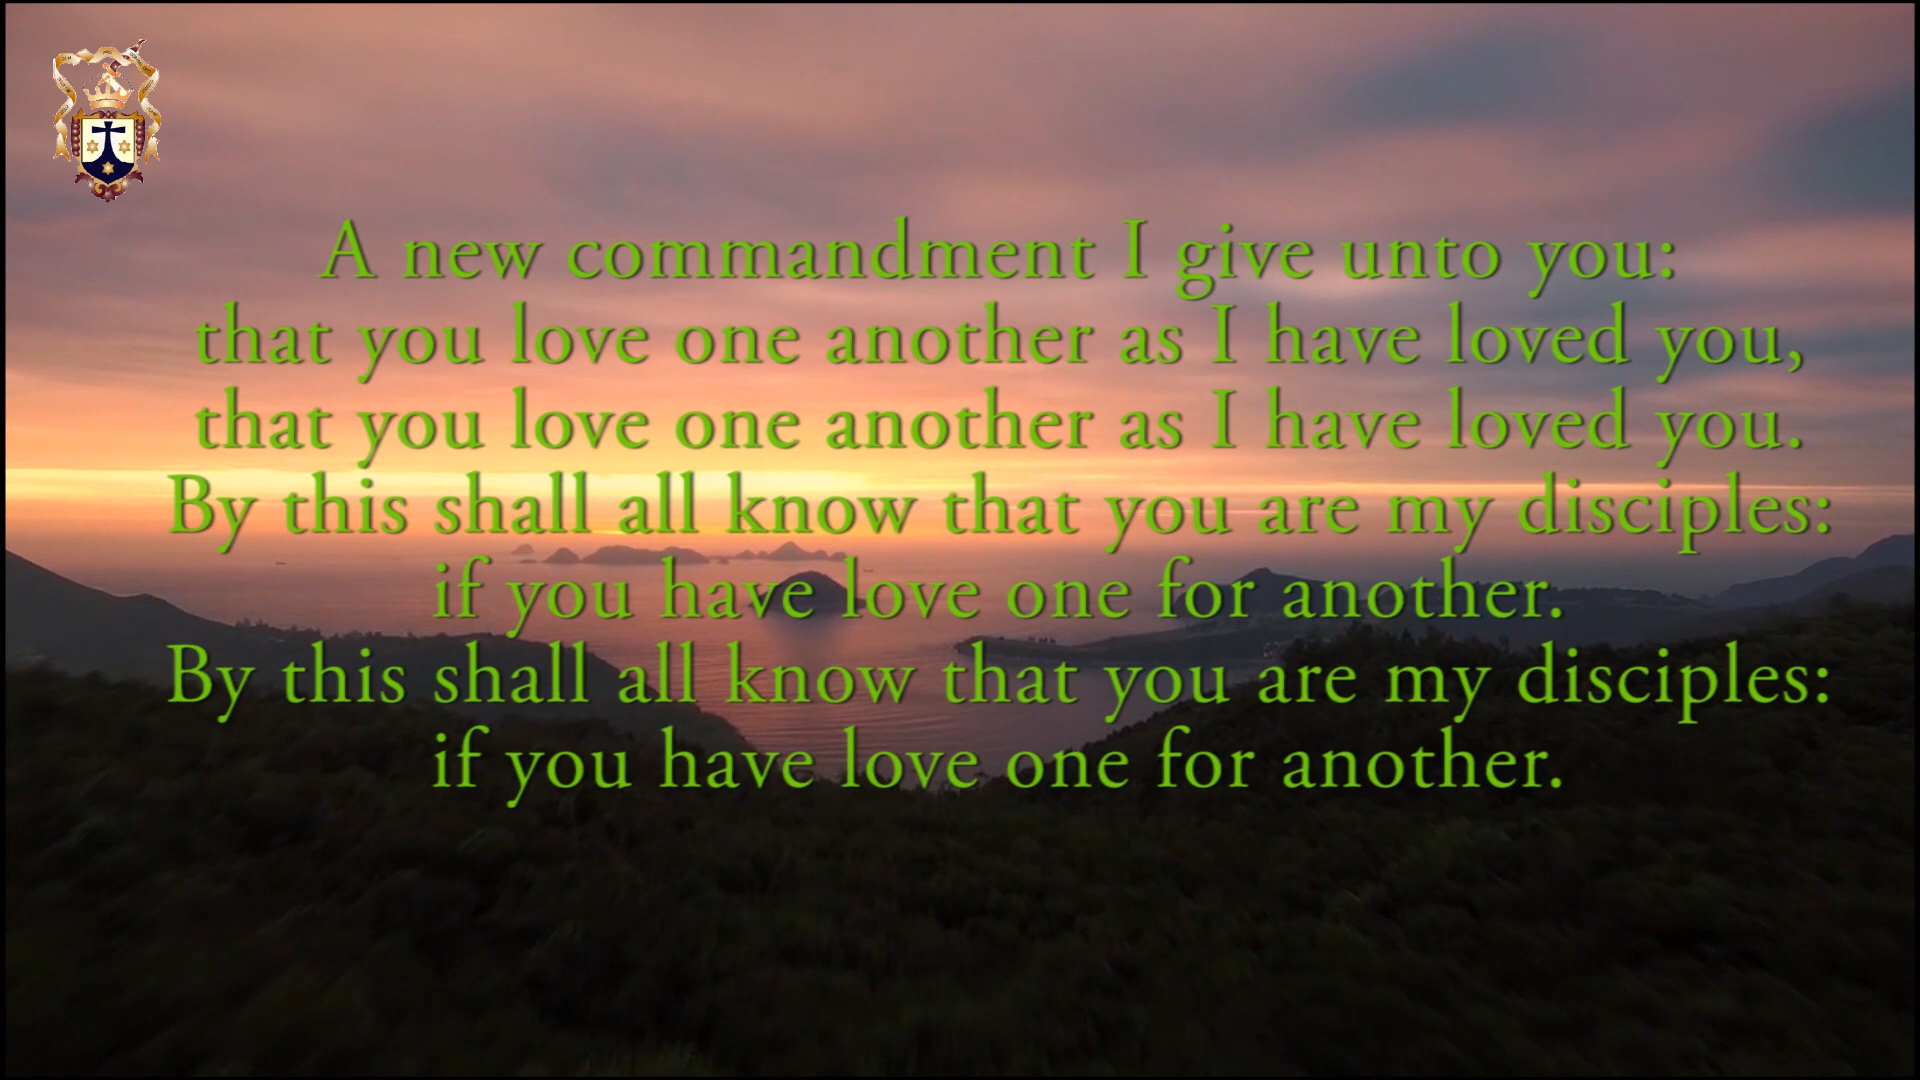 A new commandment I give unto you:
that you love one another as I have loved you,
that you love one another as I have loved you.
By this shall all know that you are my disciples:
if you have love one for another.
By this shall all know that you are my disciples:
if you have love one for another.